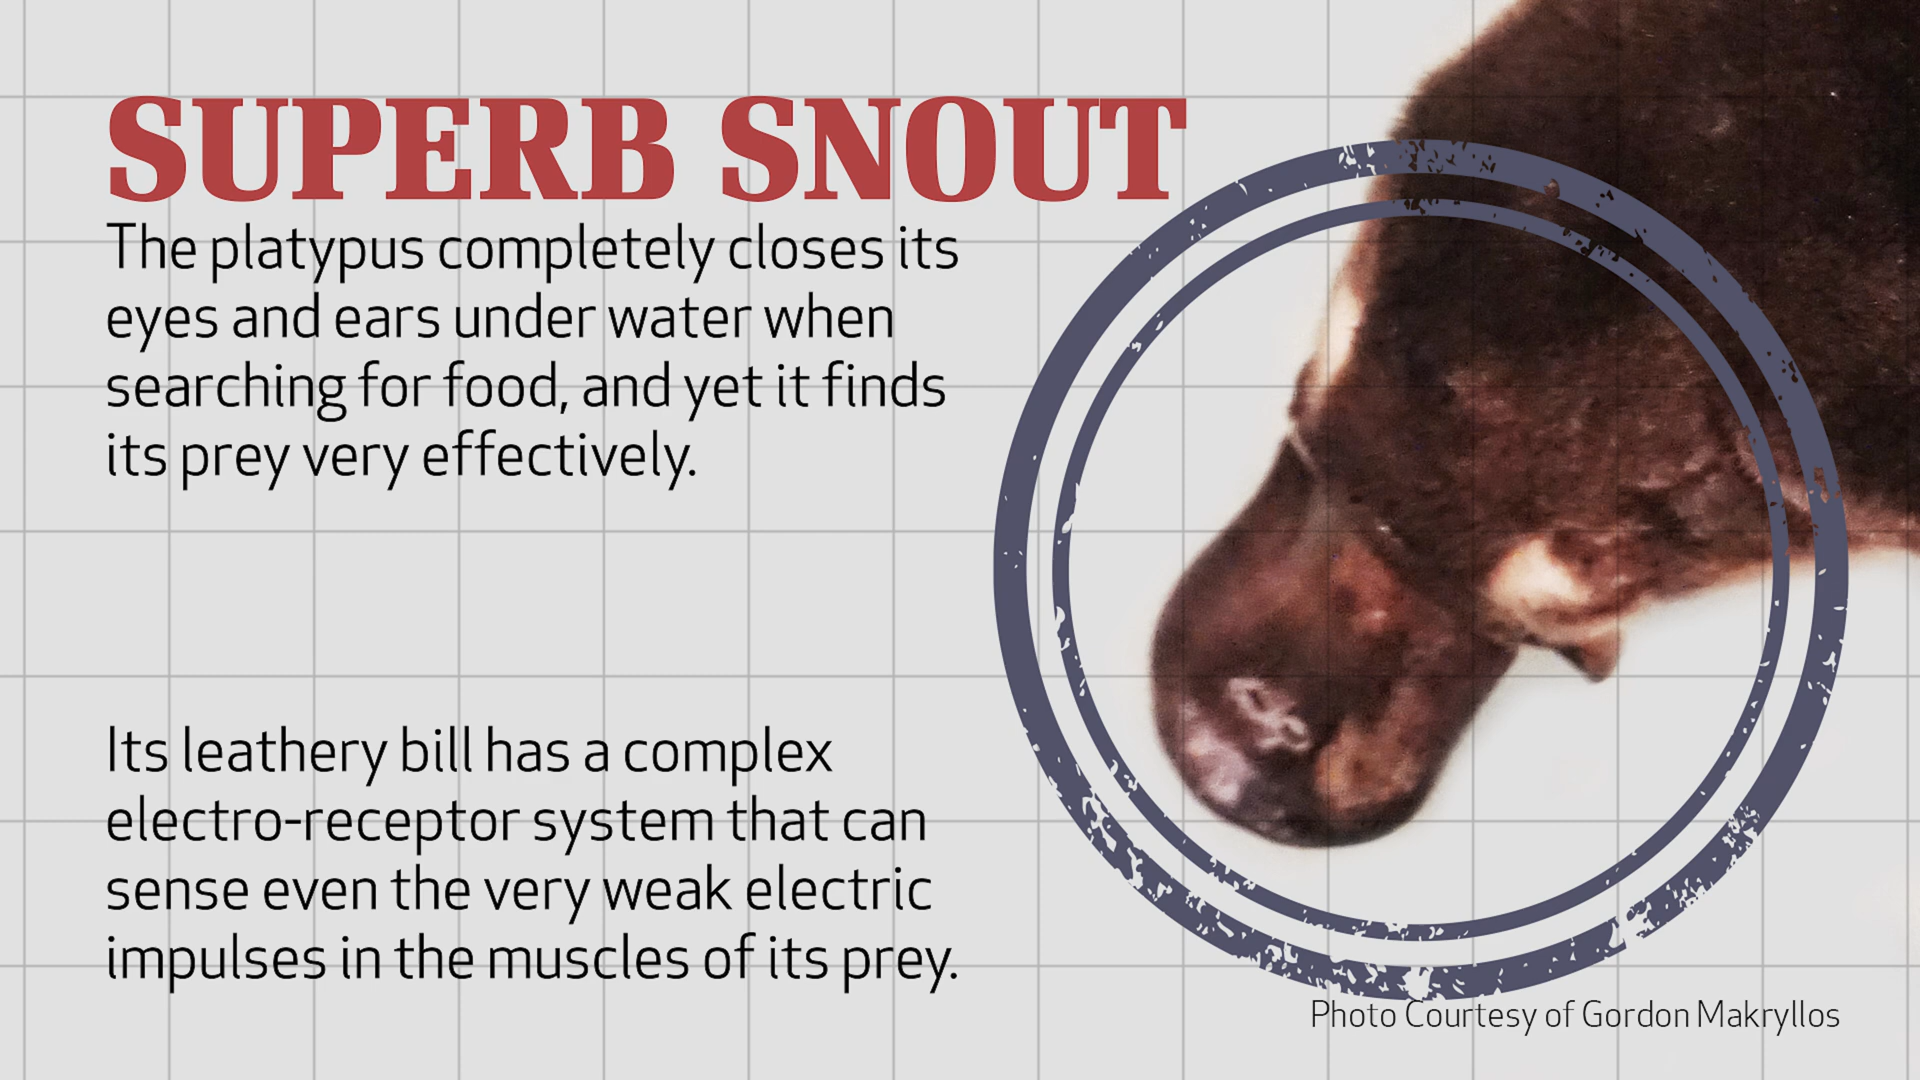 SUPERB SNOUT
The platypus completely closes its
eyes and ears under water when
searching for food, and yet it finds
its prey very effectively.
Its leathery bill has a complex
electro-receptor system that can
sense even the very weak electric
impulses in the muscles of its prey.
Photo Courtesy of Gordon Makryllos